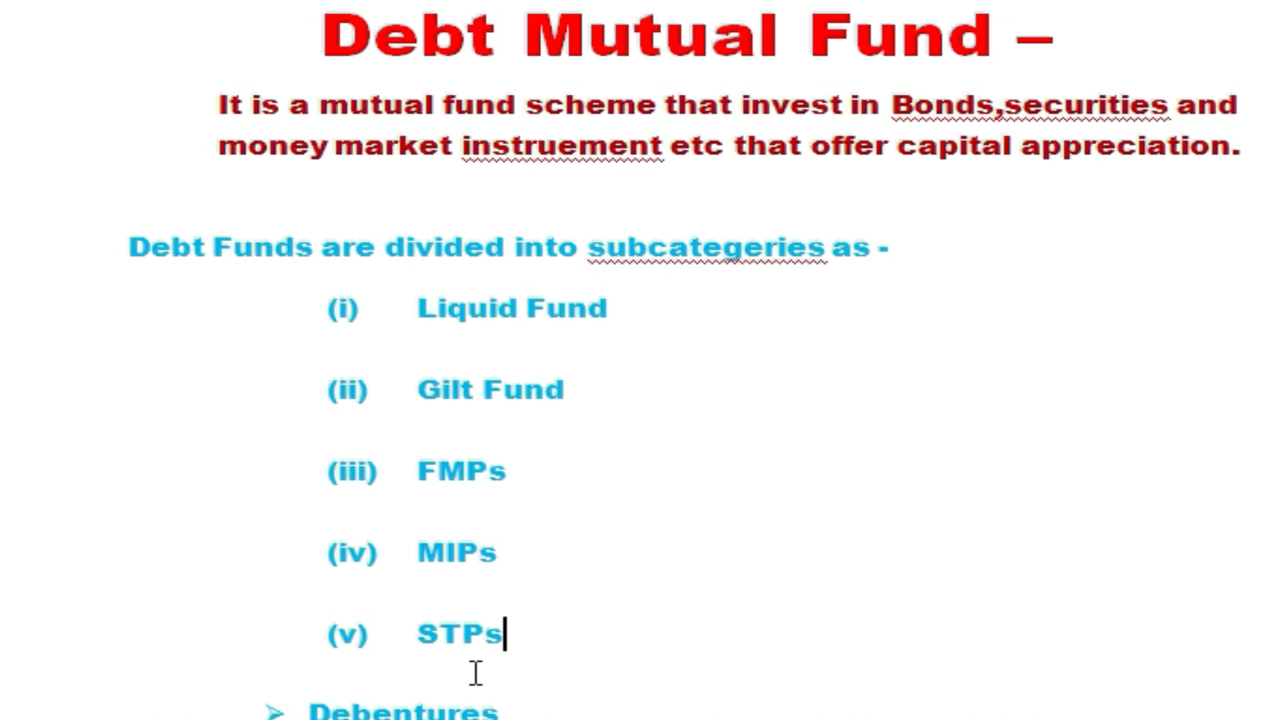 Debt Mutual Fund –
It is a mutual fund scheme that invest in Bonds,securities and
money market instruement etc that offer capital appreciation.
Debt Funds are divided into subcategeries as -
(i) Liquid Fund
(ii) Gilt Fund
(iii) FMPs
(iv) MIPs
(v) STPs
➢ Debentures